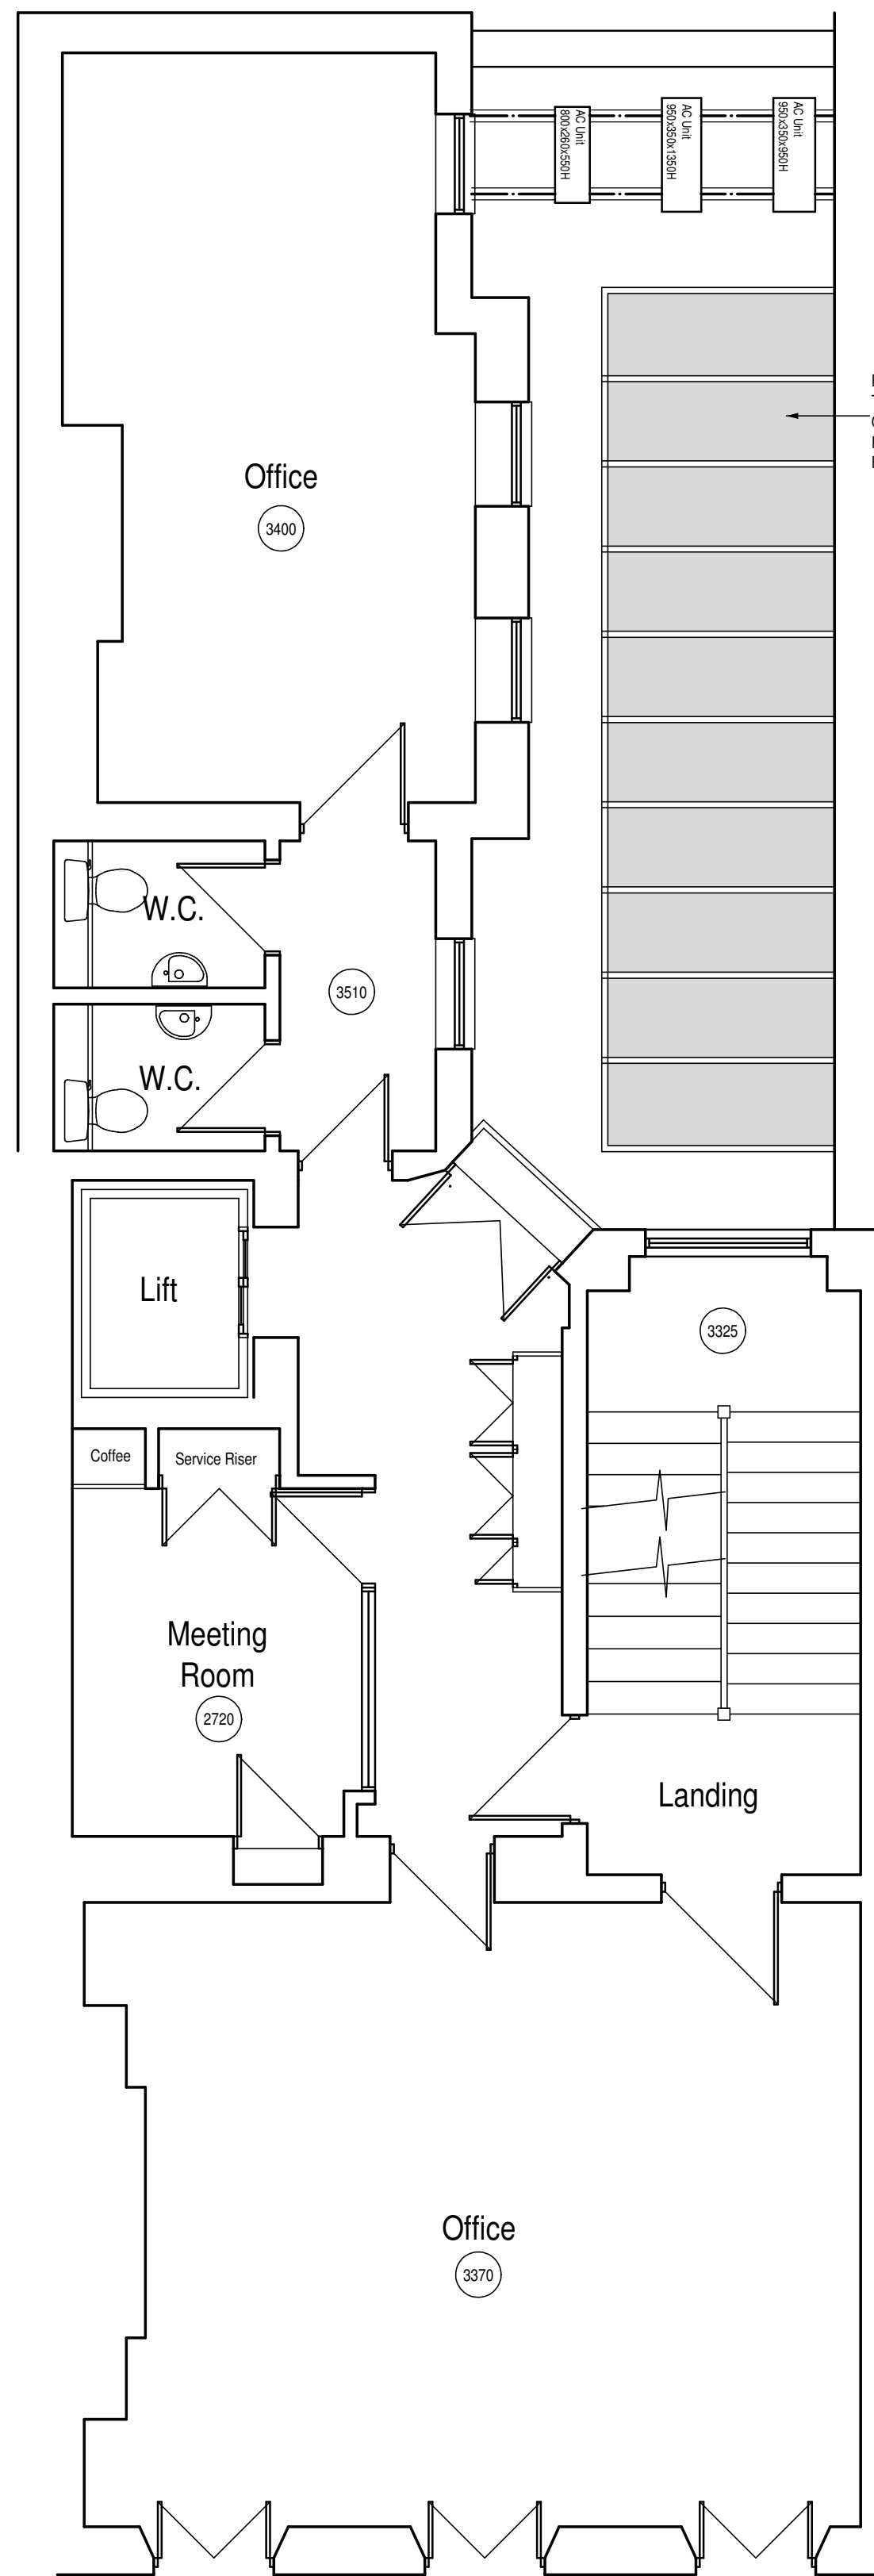 AC Unit
800x260x550H
AC Unit
950x350x1350H
AC Unit
950x350x950H
Office
3400
W.C.
3510
W.C.
Lift
3325
Coffee
Service Riser
Meeting
Room
2720
Landing
Office
3370